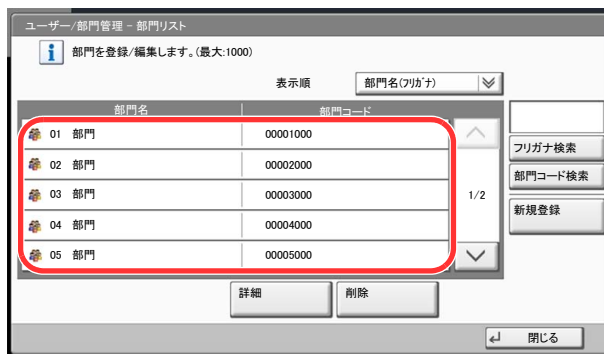 ユーザー/部門管理 - 部門リスト
部門を登録/編集します。(最大:1000)
表示順 部門名(フリガナ)
部門名 部門コード
01 部門 00001000
02 部門 00002000
03 部門 00003000
04 部門 00004000
05 部門 00005000
1/2
フリガナ検索
部門コード検索
新規登録
詳細 削除
閉じる